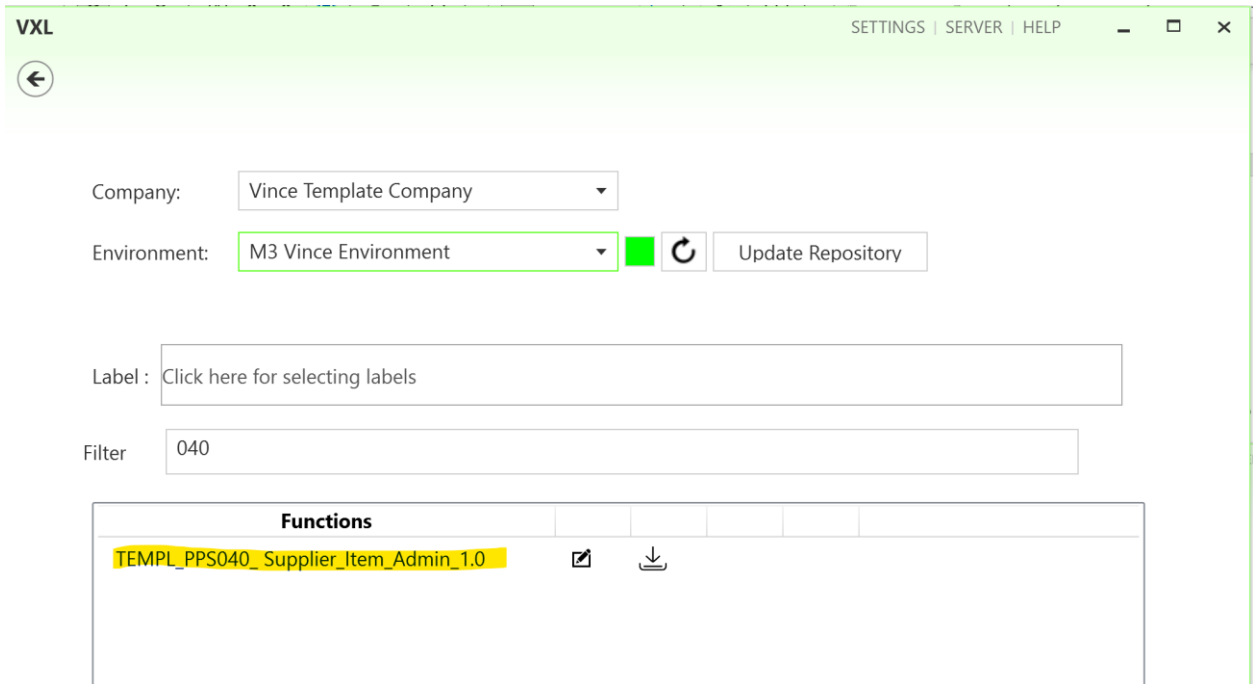 VXL
SETTINGS | SERVER | HELP
Company: Vince Template Company
Environment: M3 Vince Environment Update Repository
Label : Click here for selecting labels
Filter 040
Functions
TEMPL_PPS040_ Supplier_Item_Admin_1.0